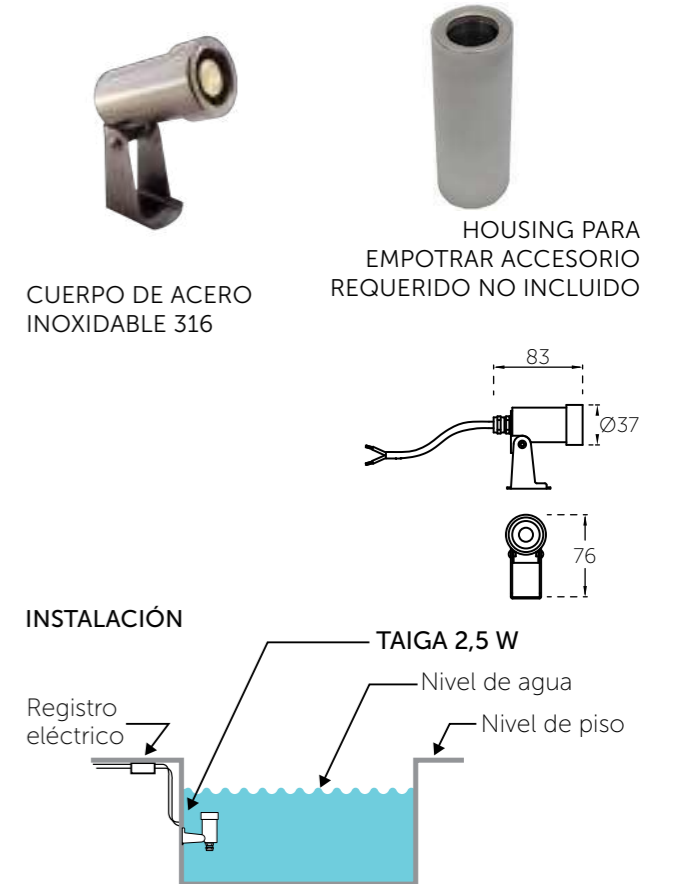 HOUSING PARA
EMPOTRAR ACCESORIO
REQUERIDO NO INCLUIDO
CUERPO DE ACERO
INOXIDABLE 316
83
Ø37
76
INSTALACIÓN
TAIGA 2,5 W
Nivel de agua
Registro
eléctrico
Nivel de piso